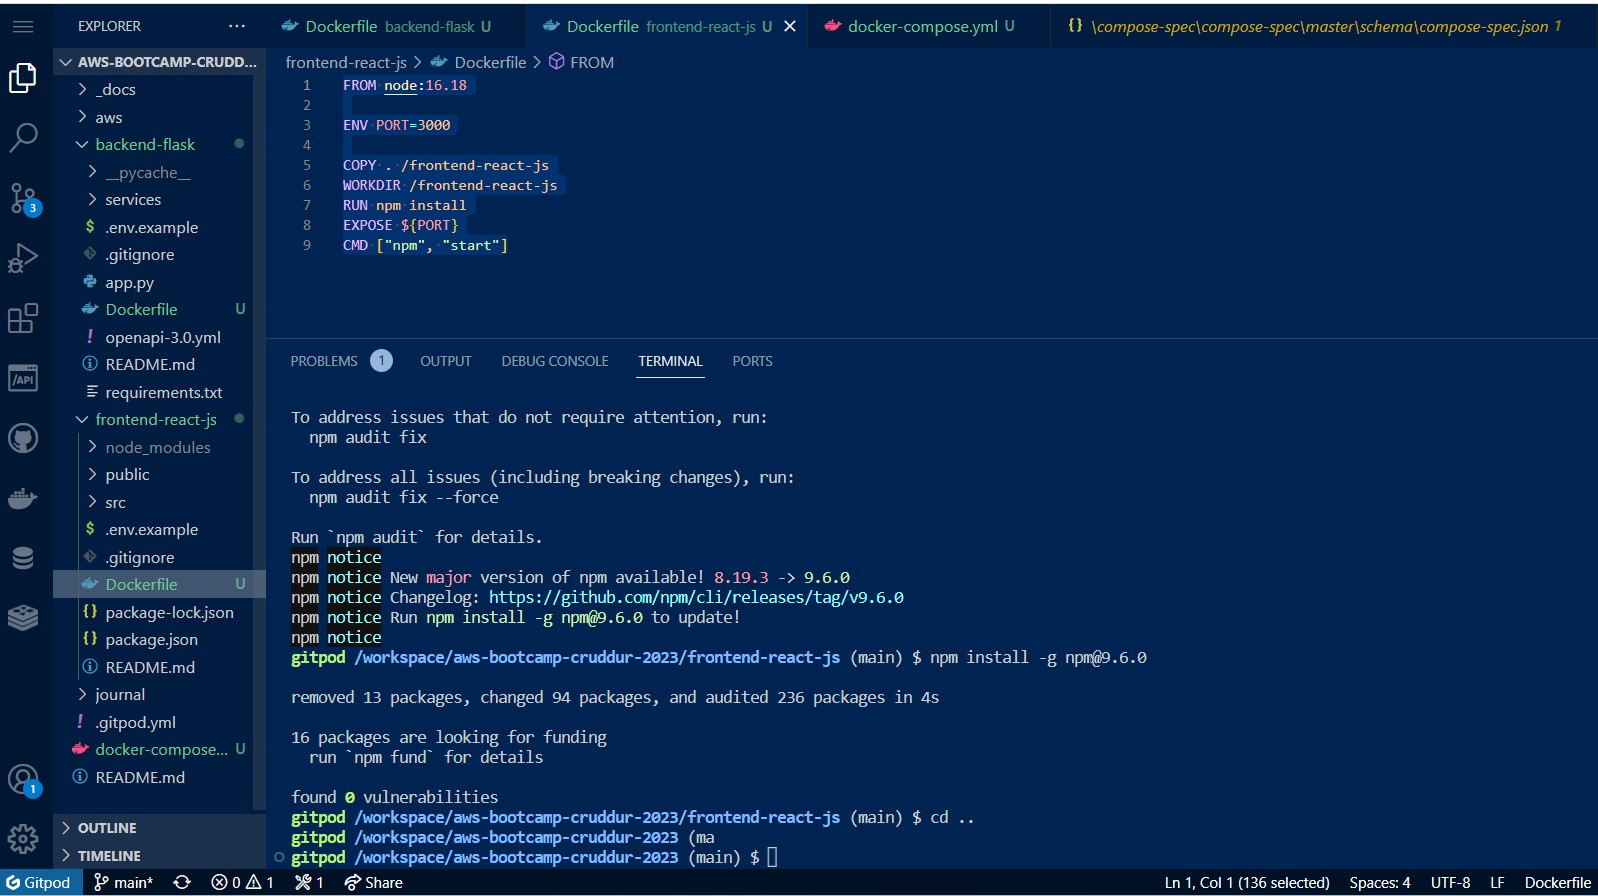 EXPLORER
AWS-BOOTCAMP-CRUDD...
_docs
aws
backend-flask
__pycache__
services
.env.example
.gitignore
app.py
Dockerfile U
openapi-3.0.yml
README.md
requirements.txt
frontend-react-js
node_modules
public
src
.env.example
.gitignore
Dockerfile U
package-lock.json
package.json
README.md
journal
.gitpod.yml
docker-compose... U
README.md
OUTLINE
TIMELINE
3
/API
1
Dockerfile backend-flask U
Dockerfile frontend-react-js U
docker-compose.yml U
{} \compose-spec\compose-spec\master\schema\compose-spec.json 1
frontend-react-js > Dockerfile > FROM
1 FROM node:16.18
2
3 ENV PORT=3000
4
5 COPY . /frontend-react-js
6 WORKDIR /frontend-react-js
7 RUN npm install
8 EXPOSE ${PORT}
9 CMD ["npm", "start"]
PROBLEMS 1 OUTPUT DEBUG CONSOLE TERMINAL PORTS
To address issues that do not require attention, run:
npm audit fix
To address all issues (including breaking changes), run:
npm audit fix --force
Run `npm audit` for details.
npm notice
npm notice New major version of npm available! 8.19.3 -> 9.6.0
npm notice Changelog: https://github.com/npm/cli/releases/tag/v9.6.0
npm notice Run npm install -g npm@9.6.0 to update!
npm notice
gitpod /workspace/aws-bootcamp-cruddur-2023/frontend-react-js (main) $ npm install -g npm@9.6.0
removed 13 packages, changed 94 packages, and audited 236 packages in 4s
16 packages are looking for funding
run `npm fund` for details
found 0 vulnerabilities
gitpod /workspace/aws-bootcamp-cruddur-2023/frontend-react-js (main) $ cd ..
gitpod /workspace/aws-bootcamp-cruddur-2023 (ma
gitpod /workspace/aws-bootcamp-cruddur-2023 (main) $
Gitpod main* 0 1 1 Share Ln 1, Col 1 (136 selected) Spaces: 4 UTF-8 LF Dockerfile